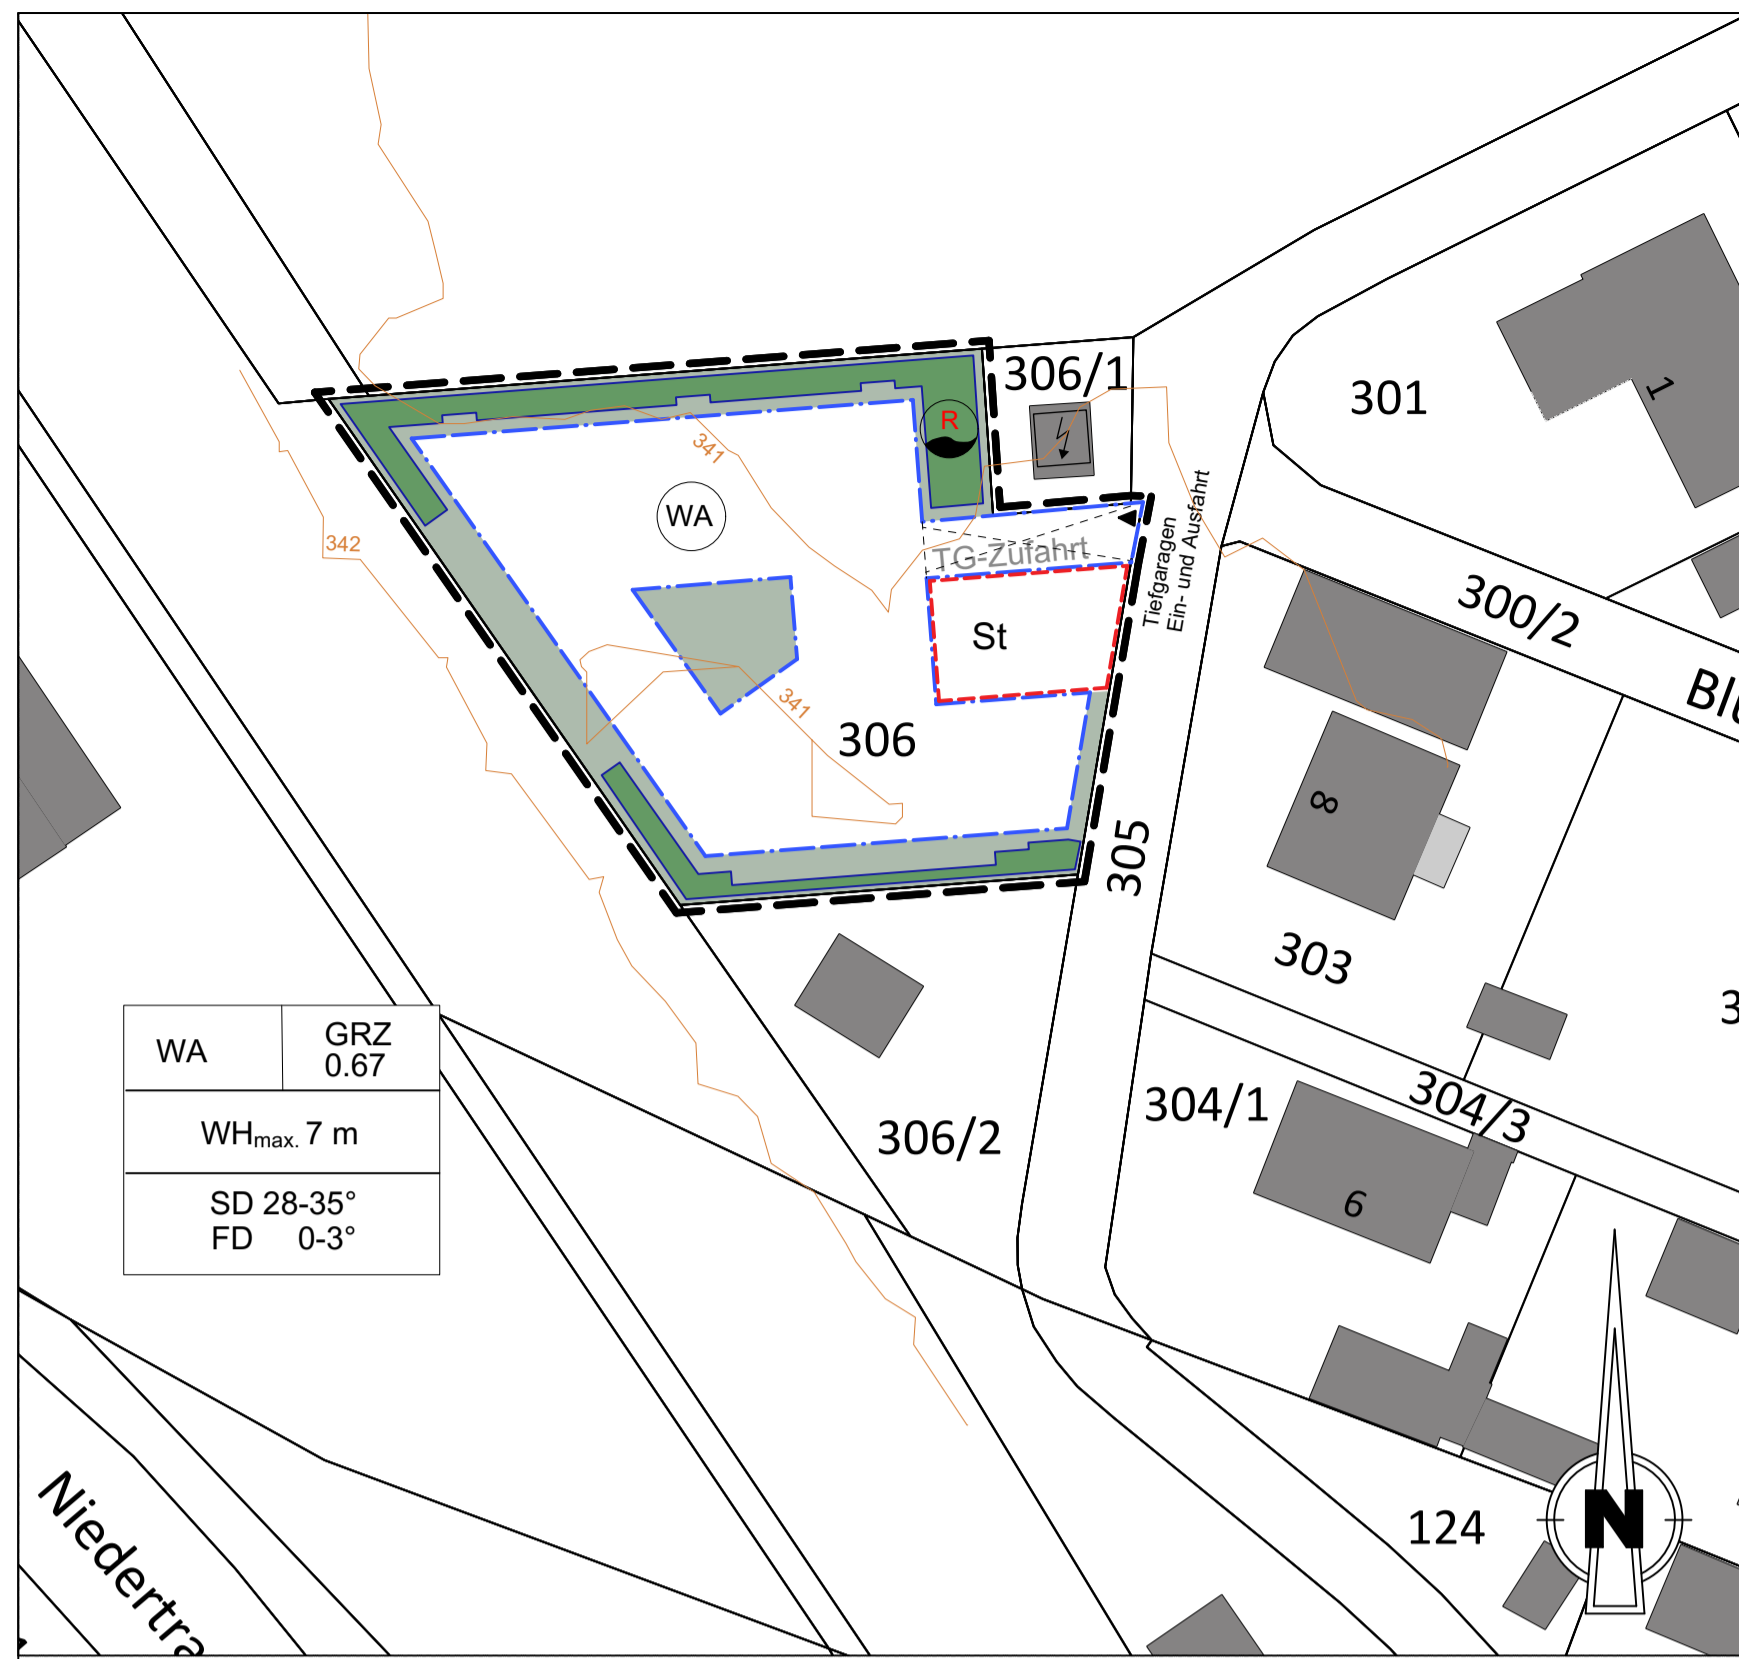 306/1
301
1
R
341
WA
342
TG-Zufahrt
Tiefgaragen
Ein- und Ausfahrt
300/2
St
341
306
8
305
303
WA
GRZ
0.67
WHmax. 7 m
SD 28-35°
FD 0-3°
304/1
304/3
306/2
6
124
N